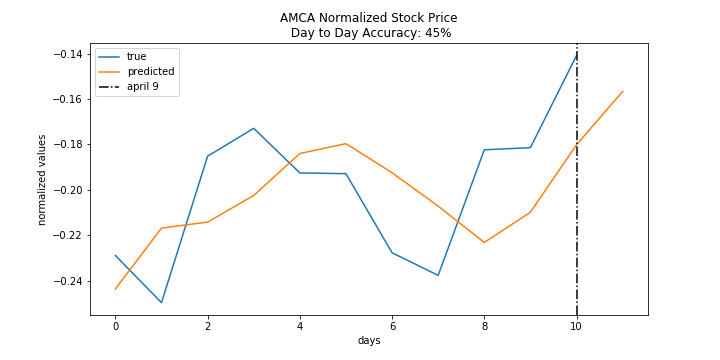 AMCA Normalized Stock Price
Day to Day Accuracy: 45%
true
predicted
april 9
normalized values
−0.14
−0.16
−0.18
−0.20
−0.22
−0.24
0 2 4 6 8 10
days